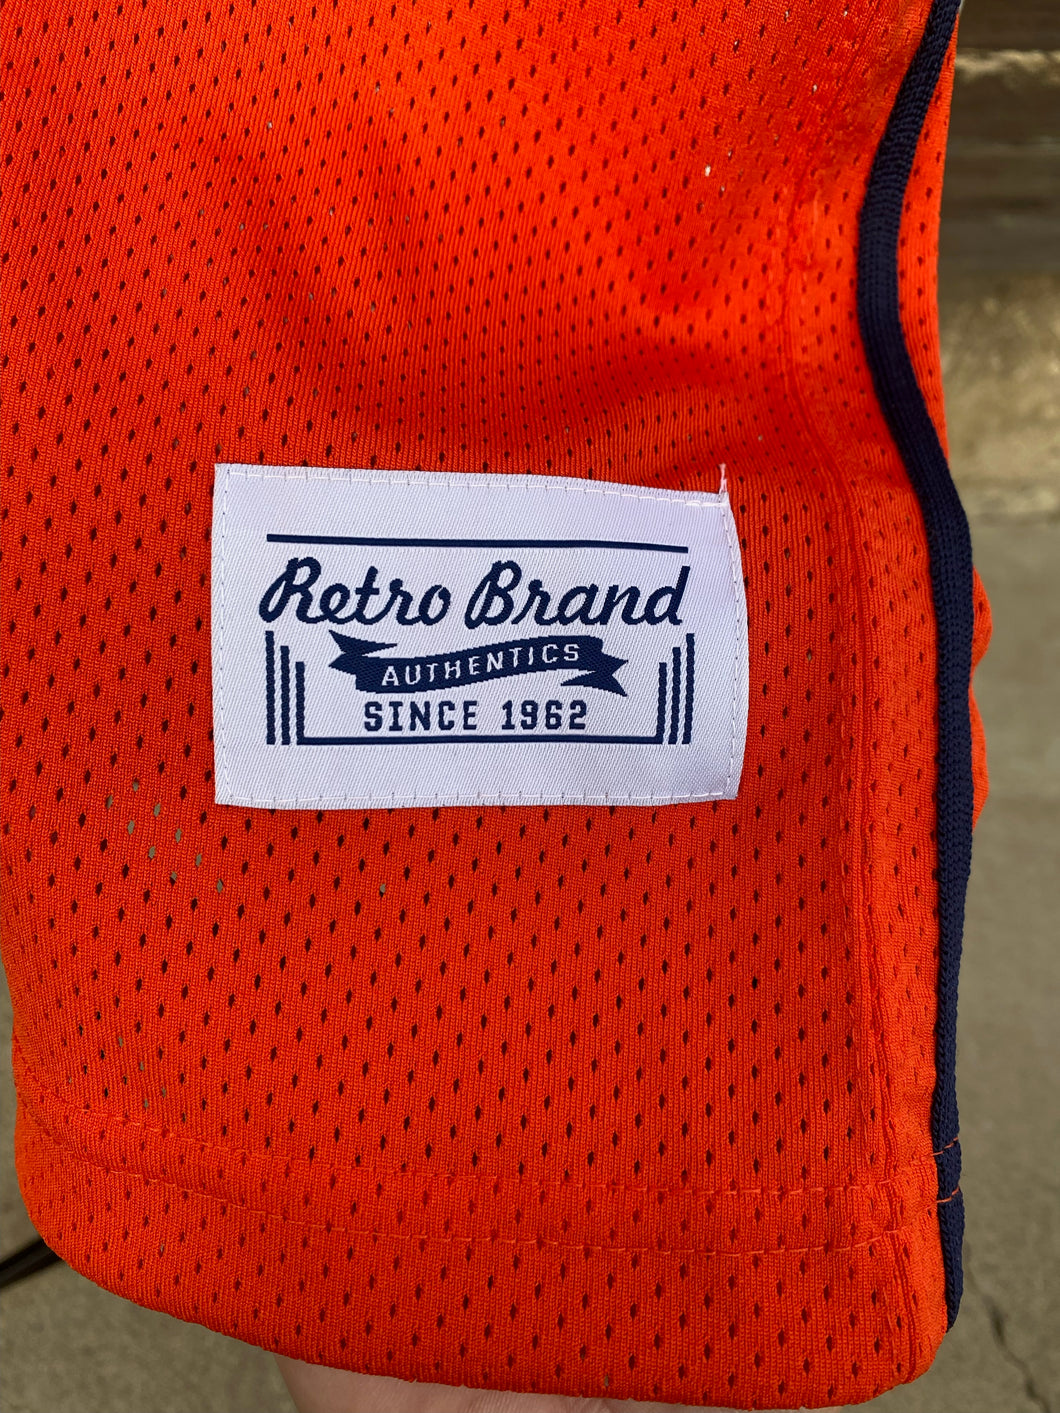 Retro Brand
AUTHENTICS
SINCE 1962